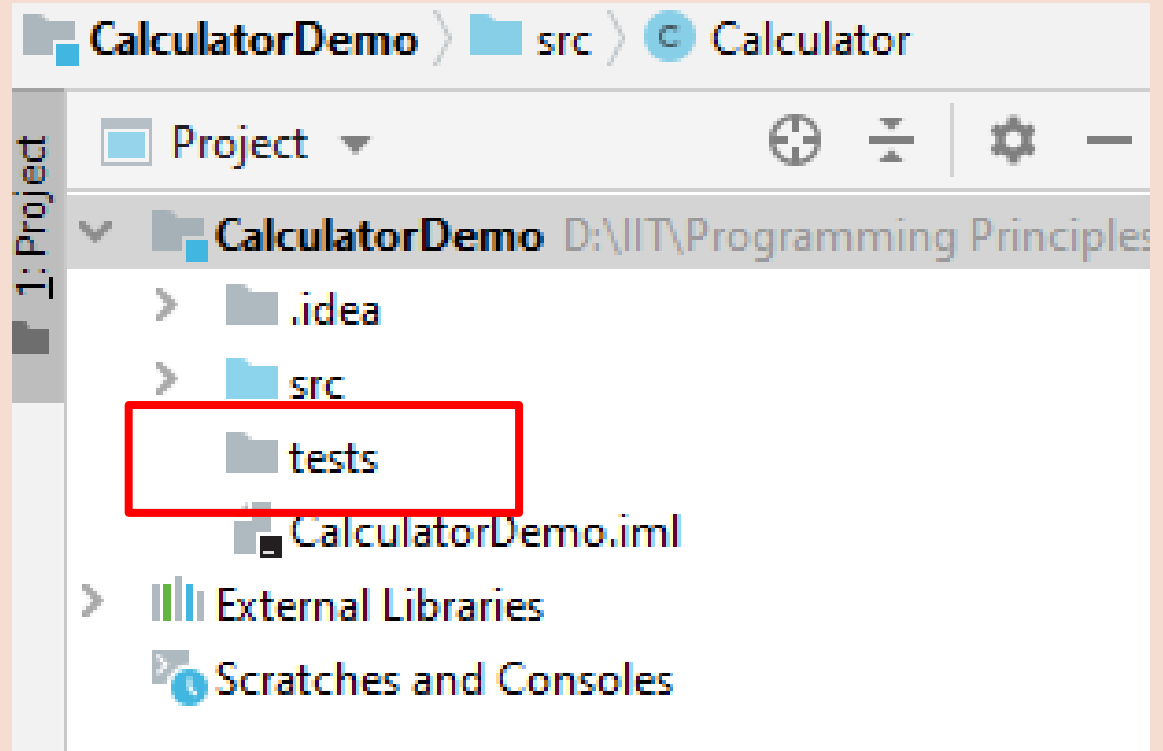 CalculatorDemo src C Calculator
1: Project
Project
CalculatorDemo D:\IIT\Programming Principles
.idea
src
tests
CalculatorDemo.iml
External Libraries
Scratches and Consoles